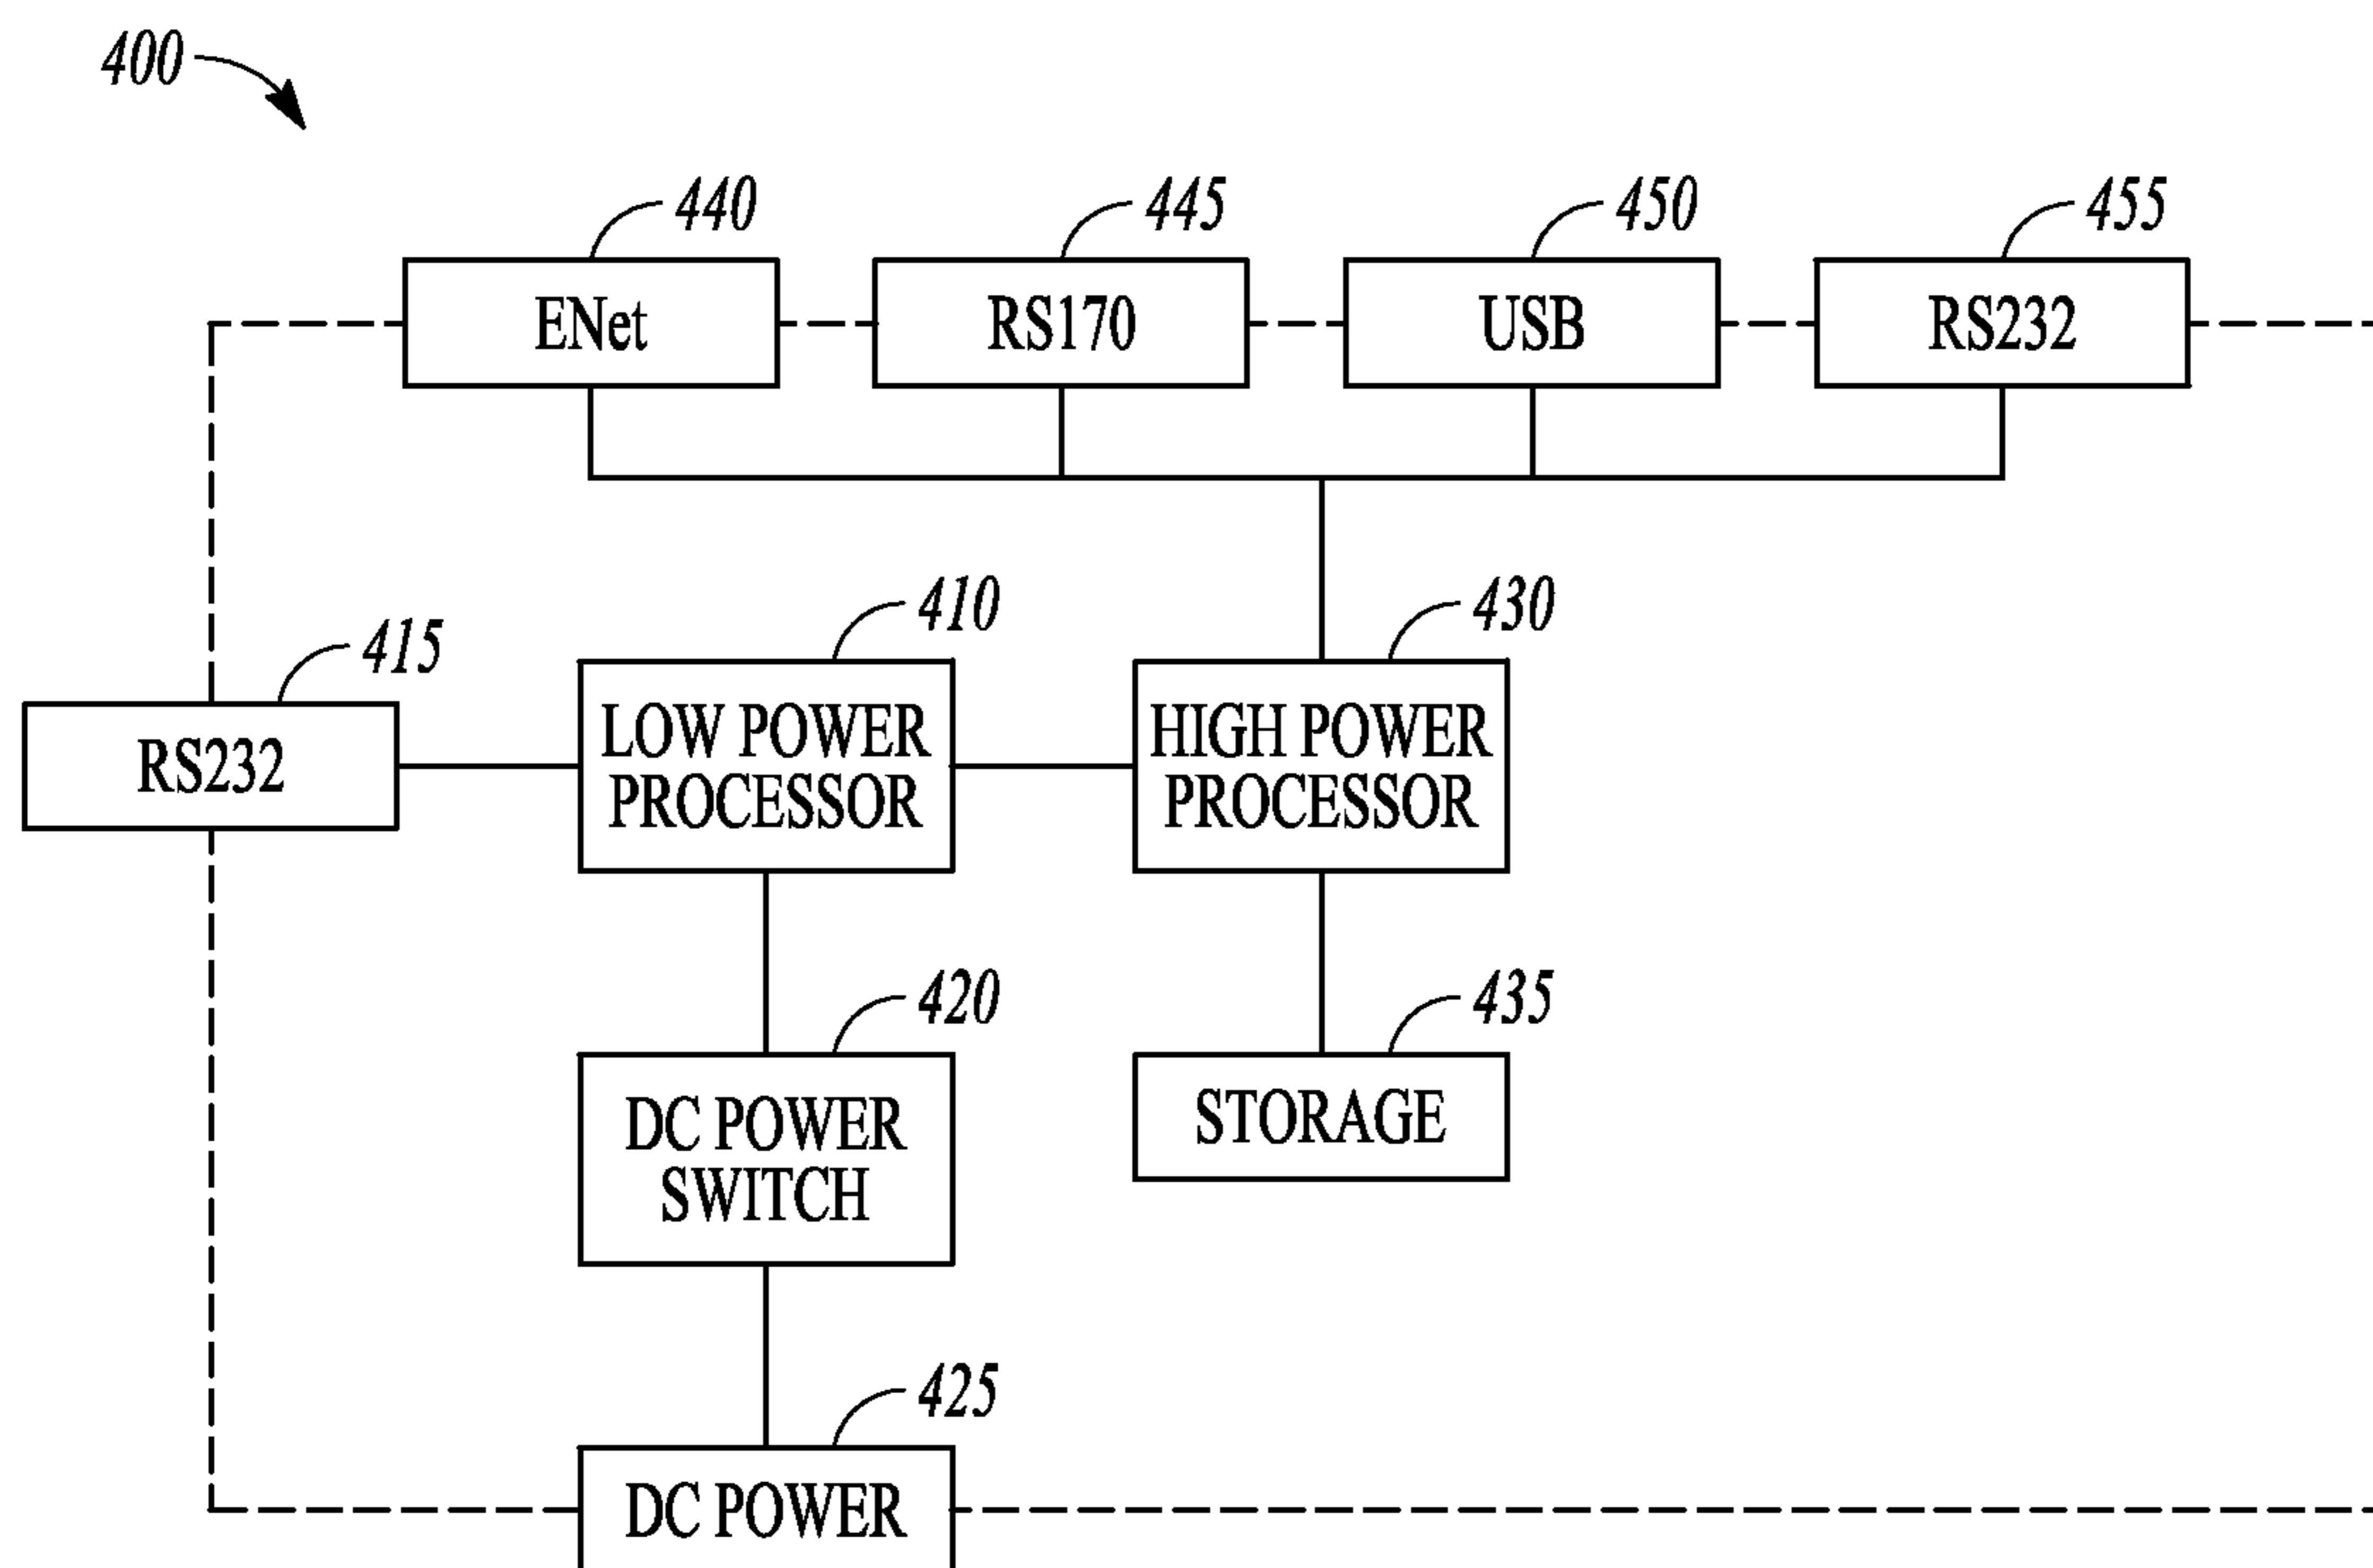 400
440
445
450
455
ENet
RS170
USB
RS232
410
430
415
LOW POWER
PROCESSOR
HIGH POWER
PROCESSOR
RS232
420
435
DC POWER
SWITCH
STORAGE
425
DC POWER